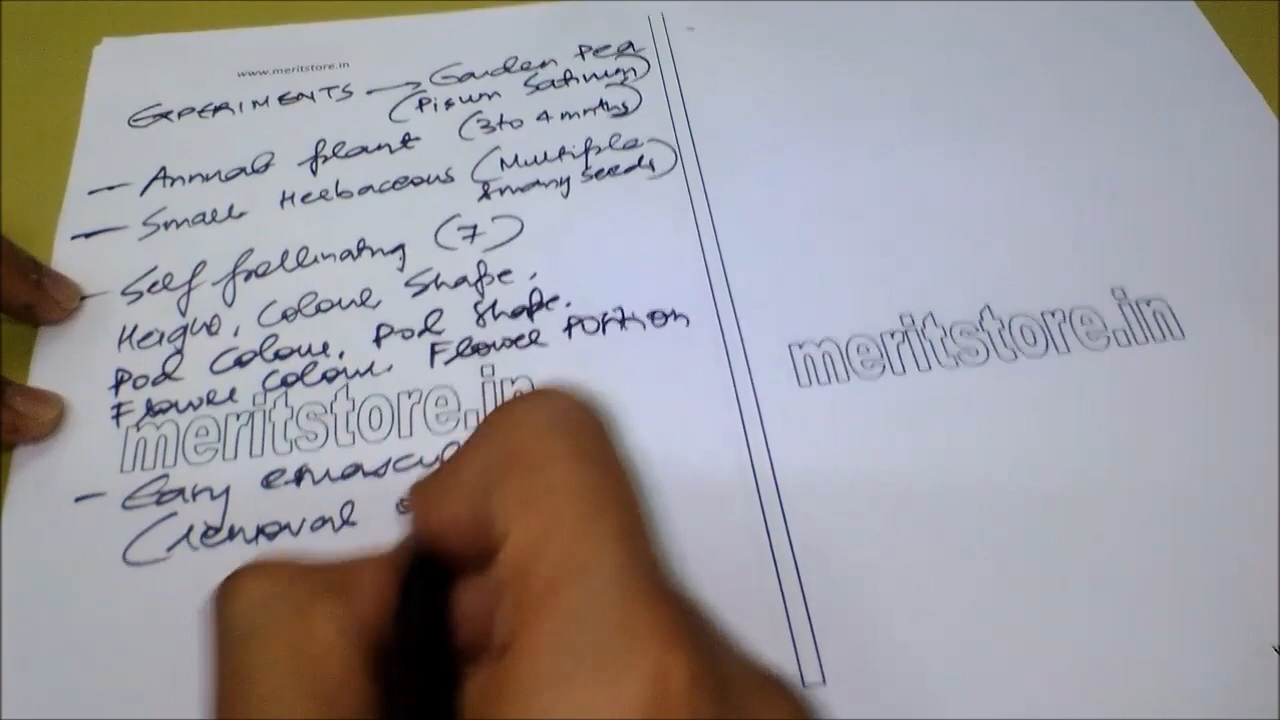 www.meritstore.in
EXPERIMENTS → Garden Pea
(Pisum Sativum)
— Annual plant (3 to 4 mnths)
— Small Herbaceous (Multiple
& many seeds)
— Self pollinating (7)
Height, Colour Shape,
Pod Colour, Pod Shape,
Flower Colour, Flower Position
meritstore.in
— Easy
(removal
meritstore.in